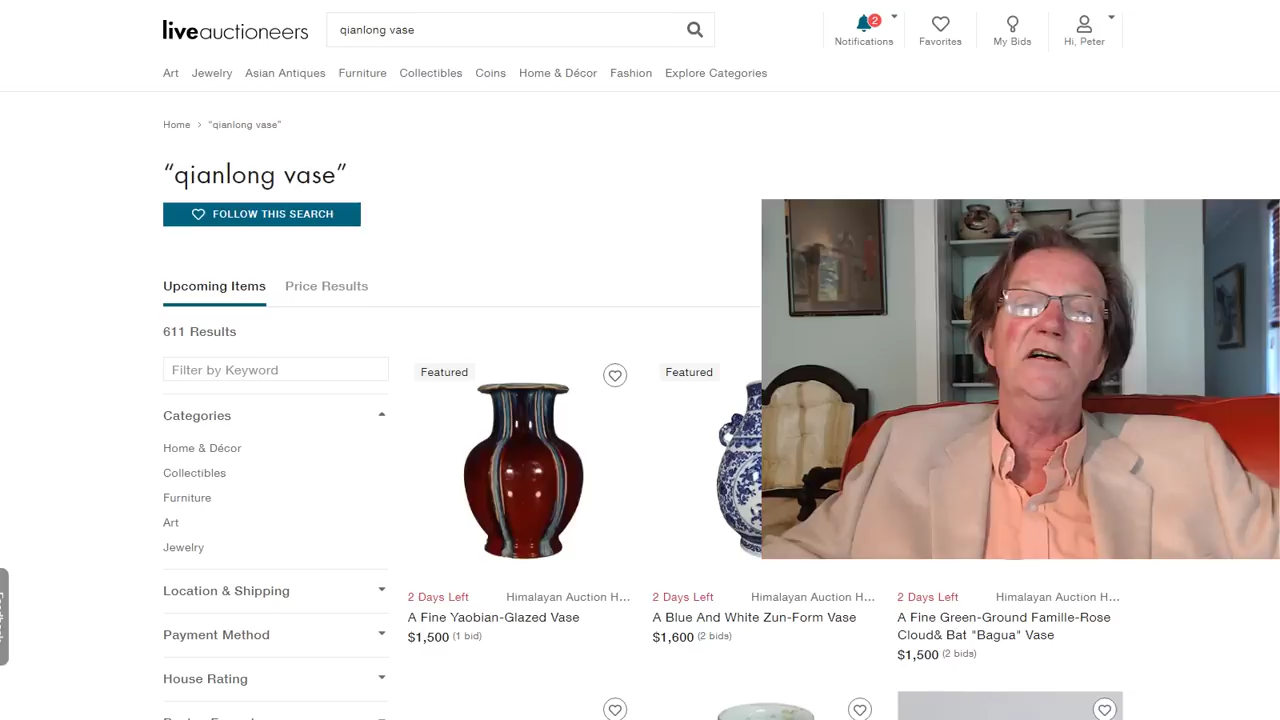 liveauctioneers
qianlong vase
2
Notifications
Favorites
My Bids
Hi, Peter
Art
Jewelry
Asian Antiques
Furniture
Collectibles
Coins
Home & Décor
Fashion
Explore Categories
Home > "qianlong vase"
"qianlong vase"
FOLLOW THIS SEARCH
Upcoming Items
Price Results
611 Results
Filter by Keyword
Categories
Home & Décor
Collectibles
Furniture
Art
Jewelry
Location & Shipping
Payment Method
House Rating
Featured
2 Days Left
Himalayan Auction H...
A Fine Yaobian-Glazed Vase
$1,500 (1 bid)
Featured
2 Days Left
Himalayan Auction H...
A Blue And White Zun-Form Vase
$1,600 (2 bids)
2 Days Left
Himalayan Auction H...
A Fine Green-Ground Famille-Rose
Cloud& Bat "Bagua" Vase
$1,500 (2 bids)